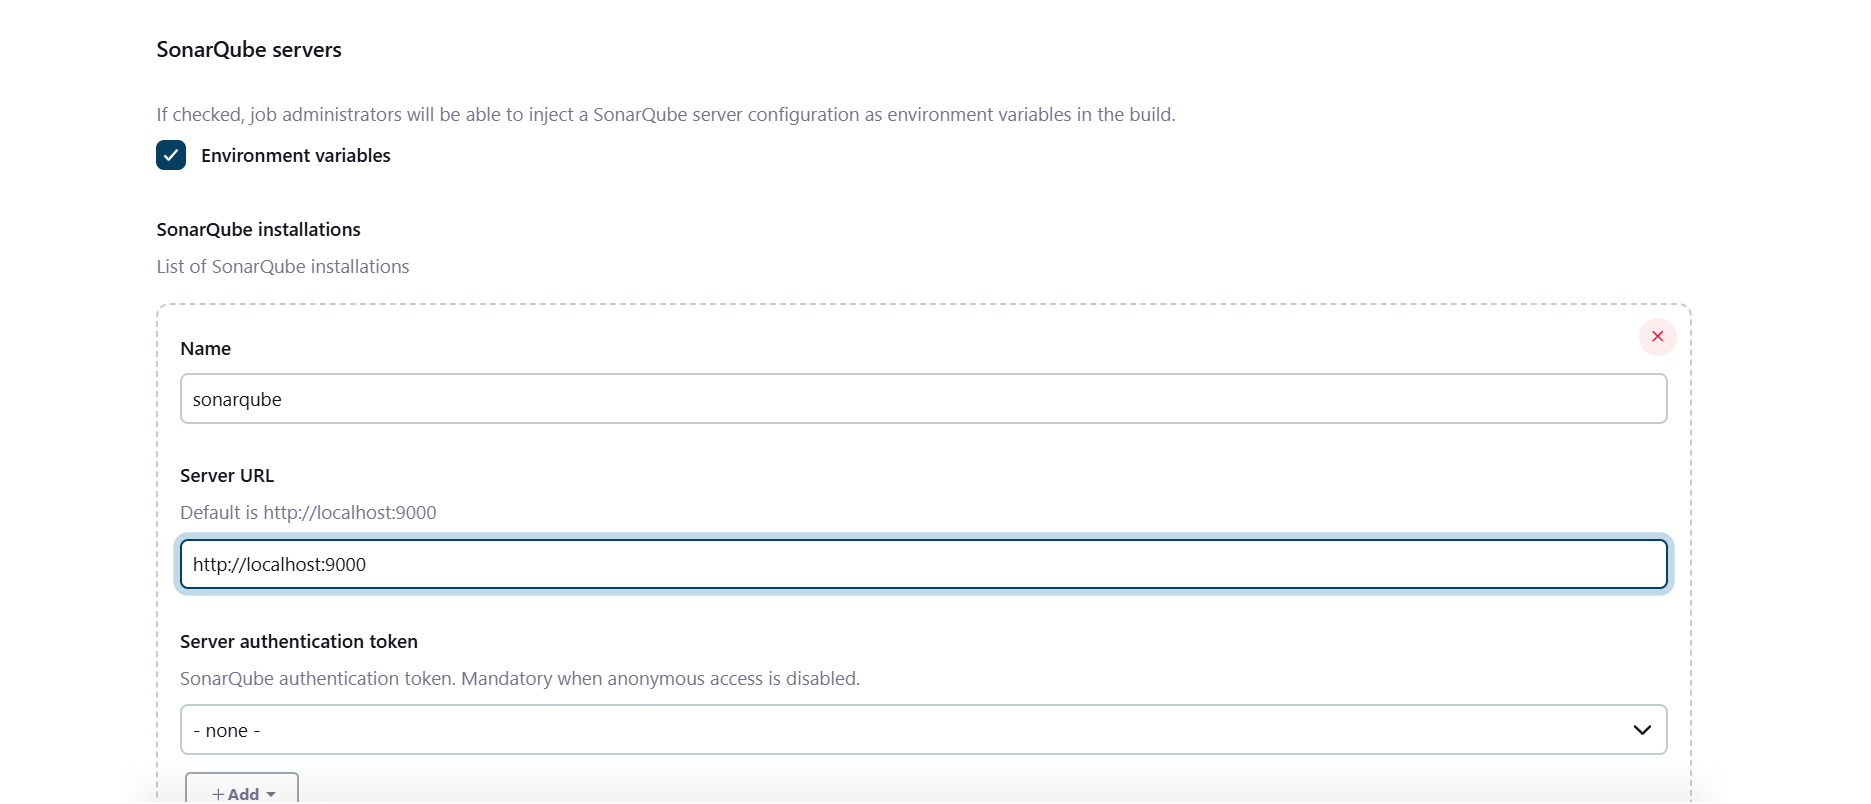 SonarQube servers
If checked, job administrators will be able to inject a SonarQube server configuration as environment variables in the build.
Environment variables
SonarQube installations
List of SonarQube installations
Name
sonarqube
Server URL
Default is http://localhost:9000
http://localhost:9000
Server authentication token
SonarQube authentication token. Mandatory when anonymous access is disabled.
- none -
+ Add